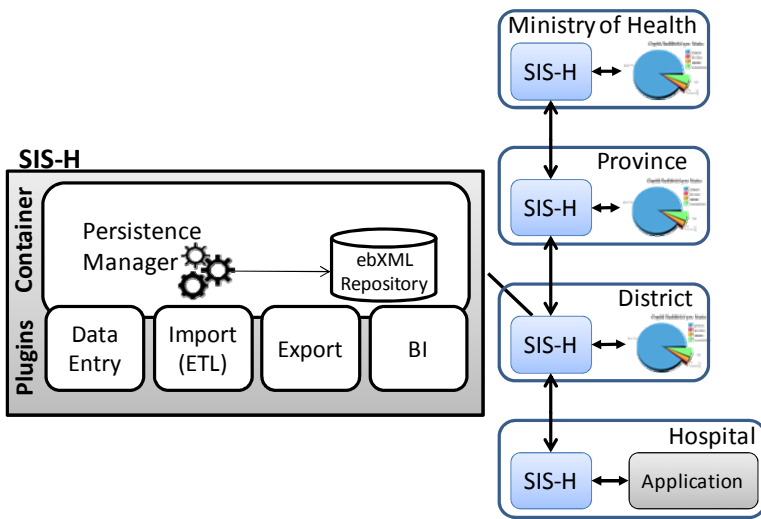 SIS-H
Container
Persistence
Manager
ebXML
Repository
Plugins
Data
Entry
Import
(ETL)
Export
BI
Ministry of Health
SIS-H
Province
SIS-H
District
SIS-H
Hospital
SIS-H
Application